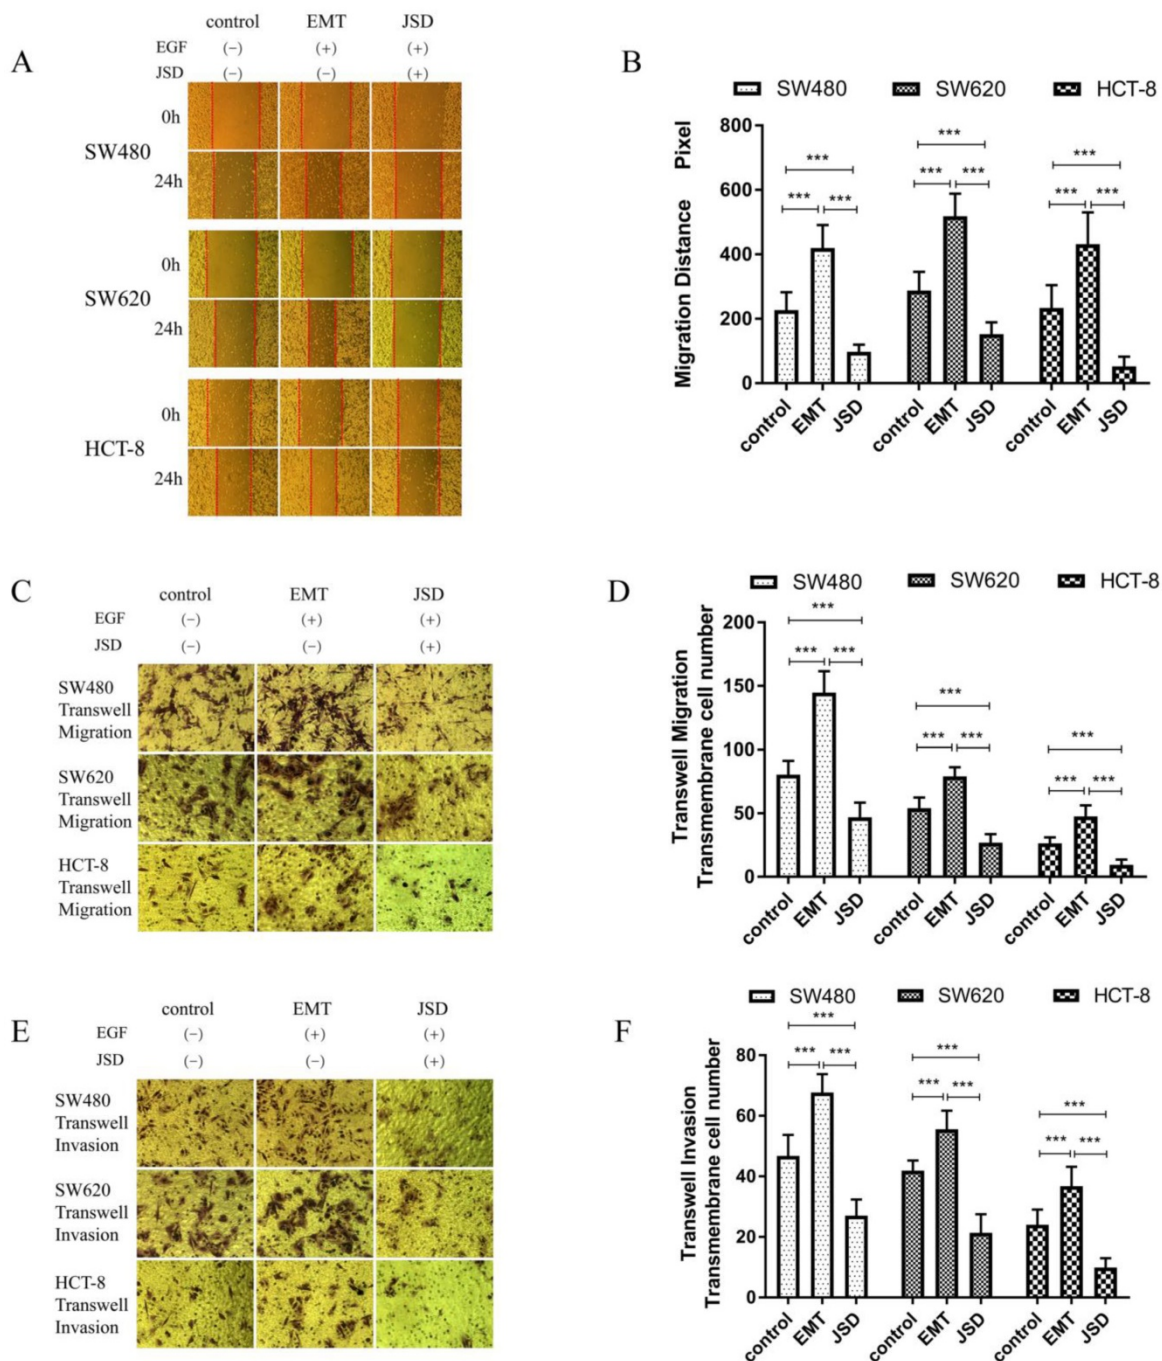 A
control EMT JSD
EGF (−) (+) (+)
JSD (−) (−) (+)
SW480
0h
24h
SW620
0h
24h
HCT-8
0h
24h
B
SW480 SW620 HCT-8
Migration Distance Pixel
800
600
400
200
0
*** *** ***
*** *** ***
*** *** ***
control EMT JSD control EMT JSD control EMT JSD
C
control EMT JSD
EGF (−) (+) (+)
JSD (−) (−) (+)
SW480
Transwell
Migration
SW620
Transwell
Migration
HCT-8
Transwell
Migration
D
SW480 SW620 HCT-8
Transwell Migration
Transmembrane cell number
200
150
100
50
0
*** *** ***
*** *** ***
*** *** ***
control EMT JSD control EMT JSD control EMT JSD
E
control EMT JSD
EGF (−) (+) (+)
JSD (−) (−) (+)
SW480
Transwell
Invasion
SW620
Transwell
Invasion
HCT-8
Transwell
Invasion
F
SW480 SW620 HCT-8
Transwell Invasion
Transmembrane cell number
80
60
40
20
0
*** *** ***
*** *** ***
*** *** ***
control EMT JSD control EMT JSD control EMT JSD